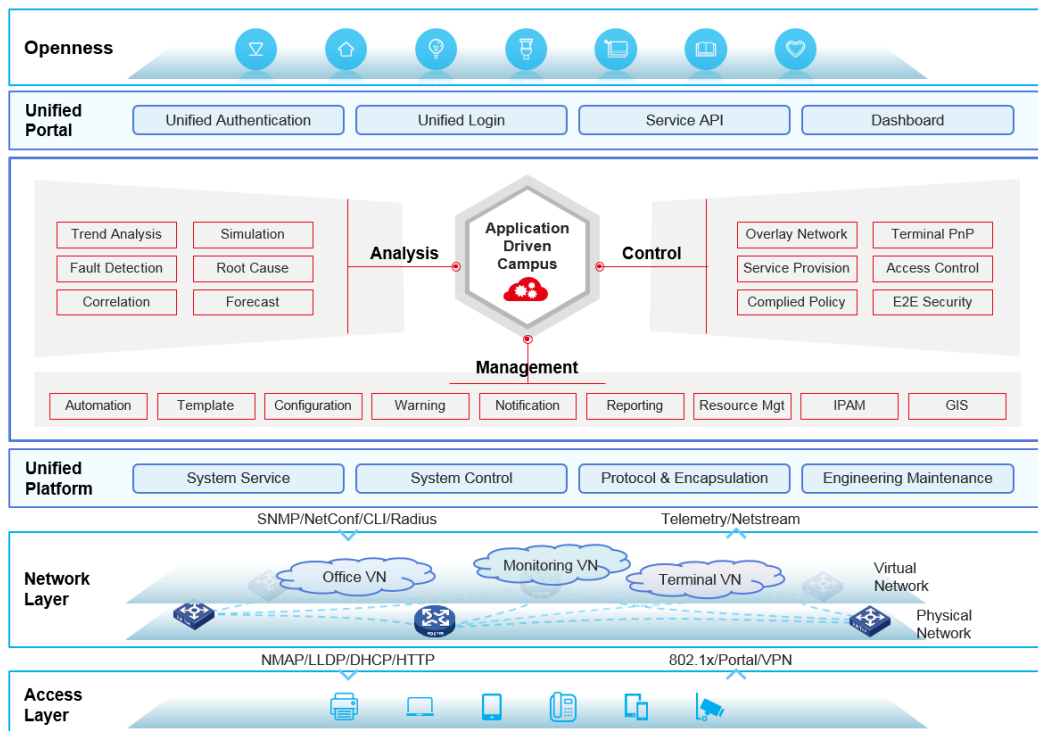 Openness
Unified
Portal
Unified Authentication
Unified Login
Service API
Dashboard
Trend Analysis
Simulation
Fault Detection
Root Cause
Correlation
Forecast
Analysis
Application
Driven
Campus
Control
Overlay Network
Terminal PnP
Service Provision
Access Control
Complied Policy
E2E Security
Management
Automation
Template
Configuration
Warning
Notification
Reporting
Resource Mgt
IPAM
GIS
Unified
Platform
System Service
System Control
Protocol & Encapsulation
Engineering Maintenance
SNMP/NetConf/CLI/Radius
Telemetry/Netstream
Network
Layer
Office VN
Monitoring VN
Terminal VN
Virtual
Network
Physical
Network
NMAP/LLDP/DHCP/HTTP
802.1x/Portal/VPN
Access
Layer